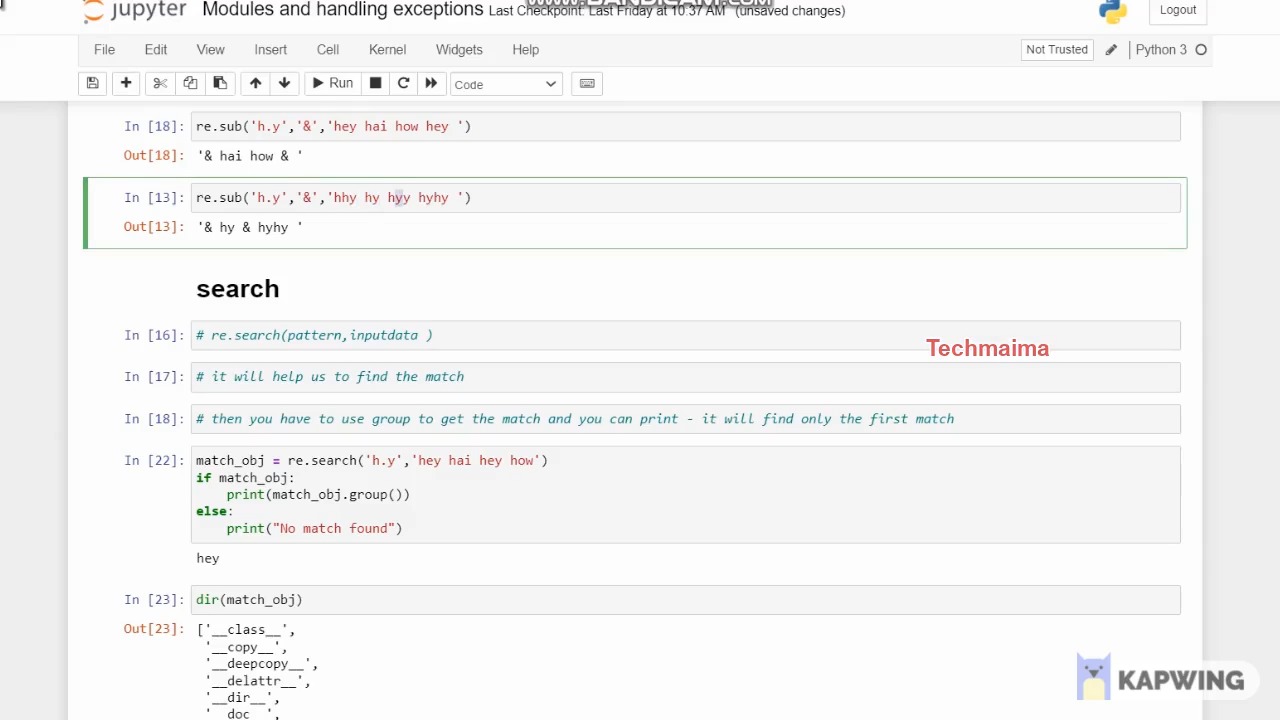 jupyter Modules and handling exceptions Last Checkpoint: Last Friday at 10:37 AM (unsaved changes)
WWW.BANDICAM.COM
Logout
File Edit View Insert Cell Kernel Widgets Help
Not Trusted Python 3
Run Code
In [18]: re.sub('h.y','&','hey hai how hey ')
Out[18]: '& hai how & '
In [13]: re.sub('h.y','&','hhy hy hyy hyhy ')
Out[13]: '& hy & hyhy '
search
In [16]: # re.search(pattern,inputdata )
Techmaima
In [17]: # it will help us to find the match
In [18]: # then you have to use group to get the match and you can print - it will find only the first match
In [22]: match_obj = re.search('h.y','hey hai hey how')
if match_obj:
print(match_obj.group())
else:
print("No match found")
hey
In [23]: dir(match_obj)
Out[23]: ['__class__',
'__copy__',
'__deepcopy__',
'__delattr__',
'__dir__',
'__doc__',
KAPWING